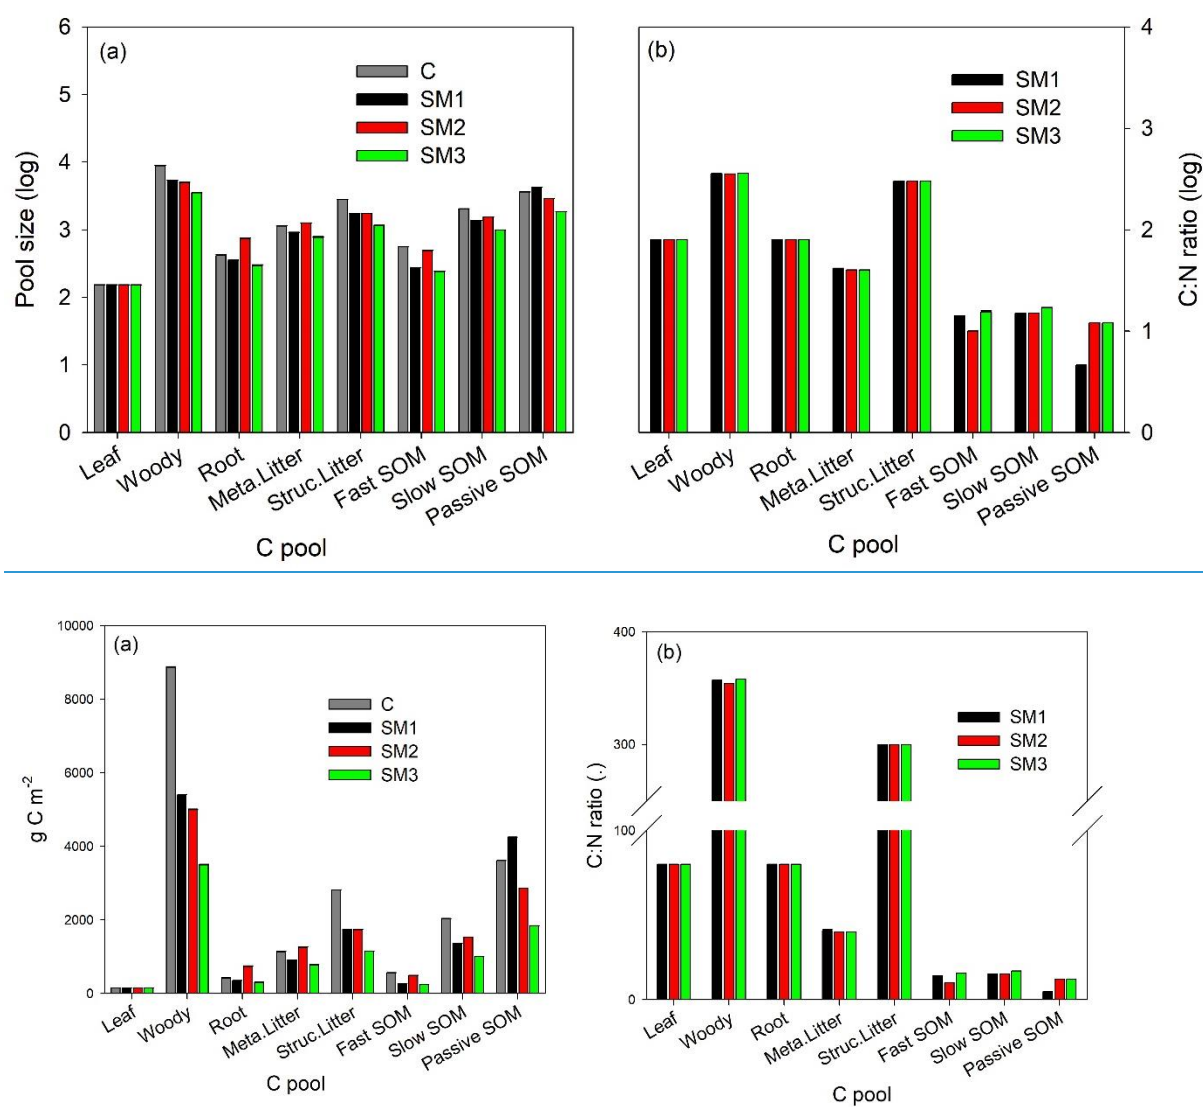 (a)
C
SM1
SM2
SM3
Pool size (log)
6
5
4
3
2
1
0
Leaf
Woody
Root
Meta.Litter
Struc.Litter
Fast SOM
Slow SOM
Passive SOM
C pool
(b)
SM1
SM2
SM3
4
3
2
1
0
C:N ratio (log)
Leaf
Woody
Root
Meta.Litter
Struc.Litter
Fast SOM
Slow SOM
Passive SOM
C pool
(a)
C
SM1
SM2
SM3
g C m-2
10000
8000
6000
4000
2000
0
Leaf
Woody
Root
Meta.Litter
Struc.Litter
Fast SOM
Slow SOM
Passive SOM
C pool
(b)
SM1
SM2
SM3
C:N ratio (.)
400
300
100
0
Leaf
Woody
Root
Meta.Litter
Struc.Litter
Fast SOM
Slow SOM
Passive SOM
C pool